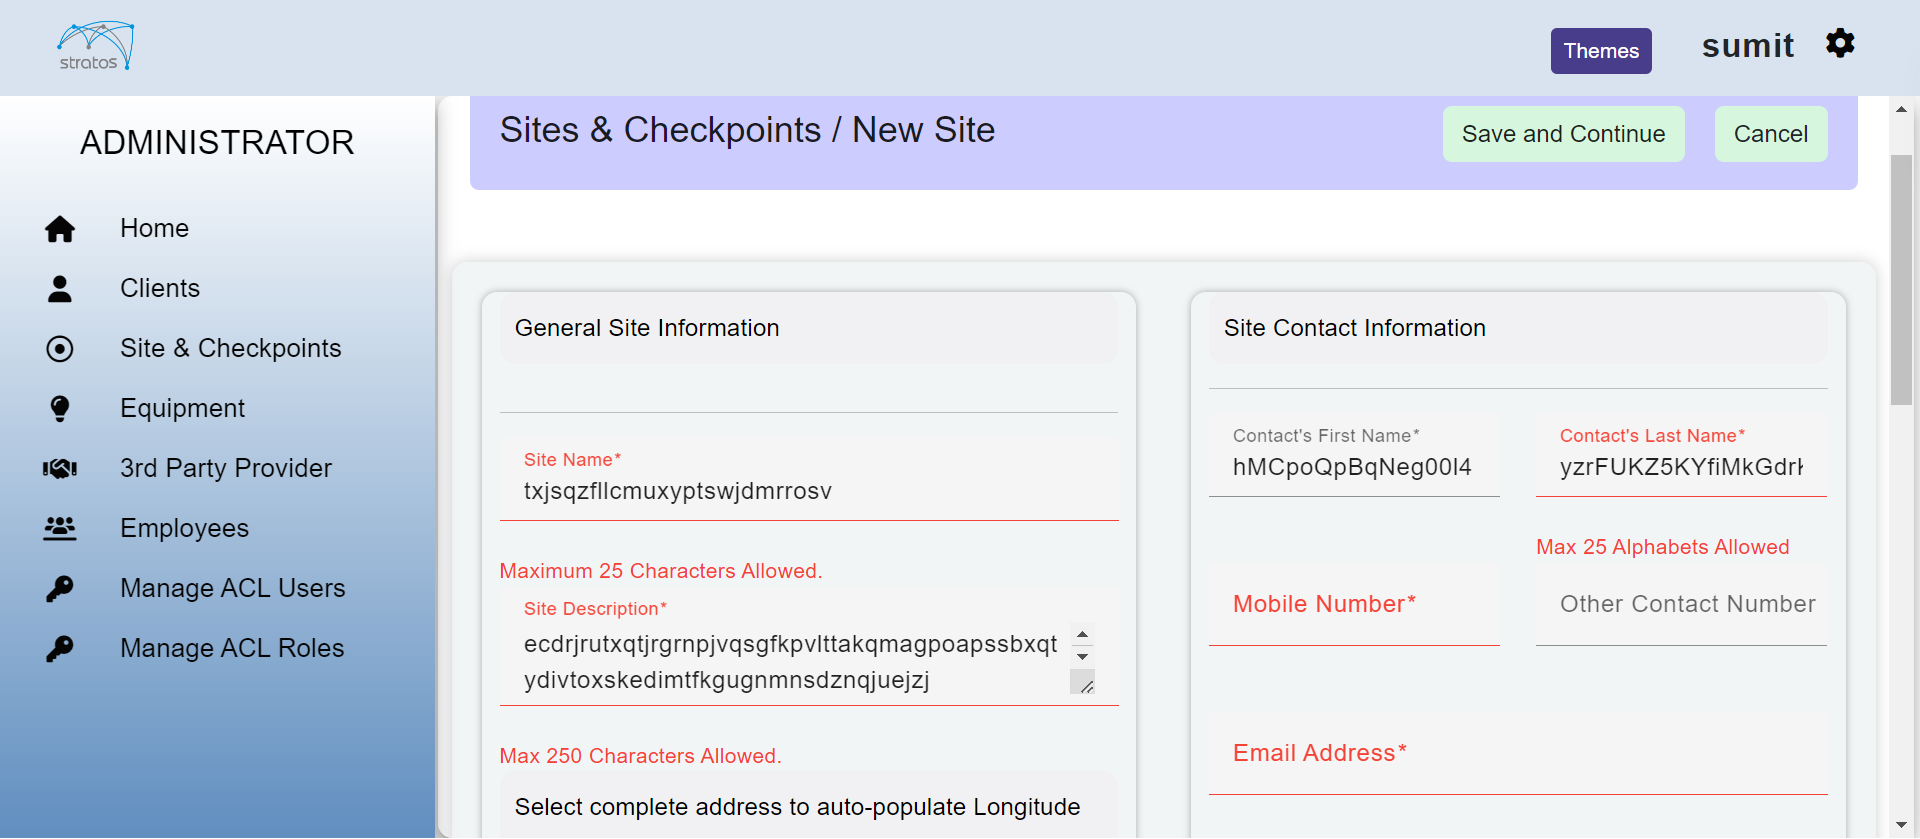 stratos
Themes
sumit
ADMINISTRATOR
Home
Clients
Site & Checkpoints
Equipment
3rd Party Provider
Employees
Manage ACL Users
Manage ACL Roles
Sites & Checkpoints / New Site
Save and Continue
Cancel
General Site Information
Site Name*
txjsqzfllcmuxyptswjdmrrosv
Maximum 25 Characters Allowed.
Site Description*
ecdrjrutxqtjrgrnpjvqsgfkpvlttakqmagpoapssbxqt
ydivtoxskedimtfkgugnmnsdznqjuejzj
Max 250 Characters Allowed.
Select complete address to auto-populate Longitude
Site Contact Information
Contact's First Name*
hMCpoQpBqNeg00I4
Contact's Last Name*
yzrFUKZ5KYfiMkGdrk
Max 25 Alphabets Allowed
Mobile Number*
Other Contact Number
Email Address*